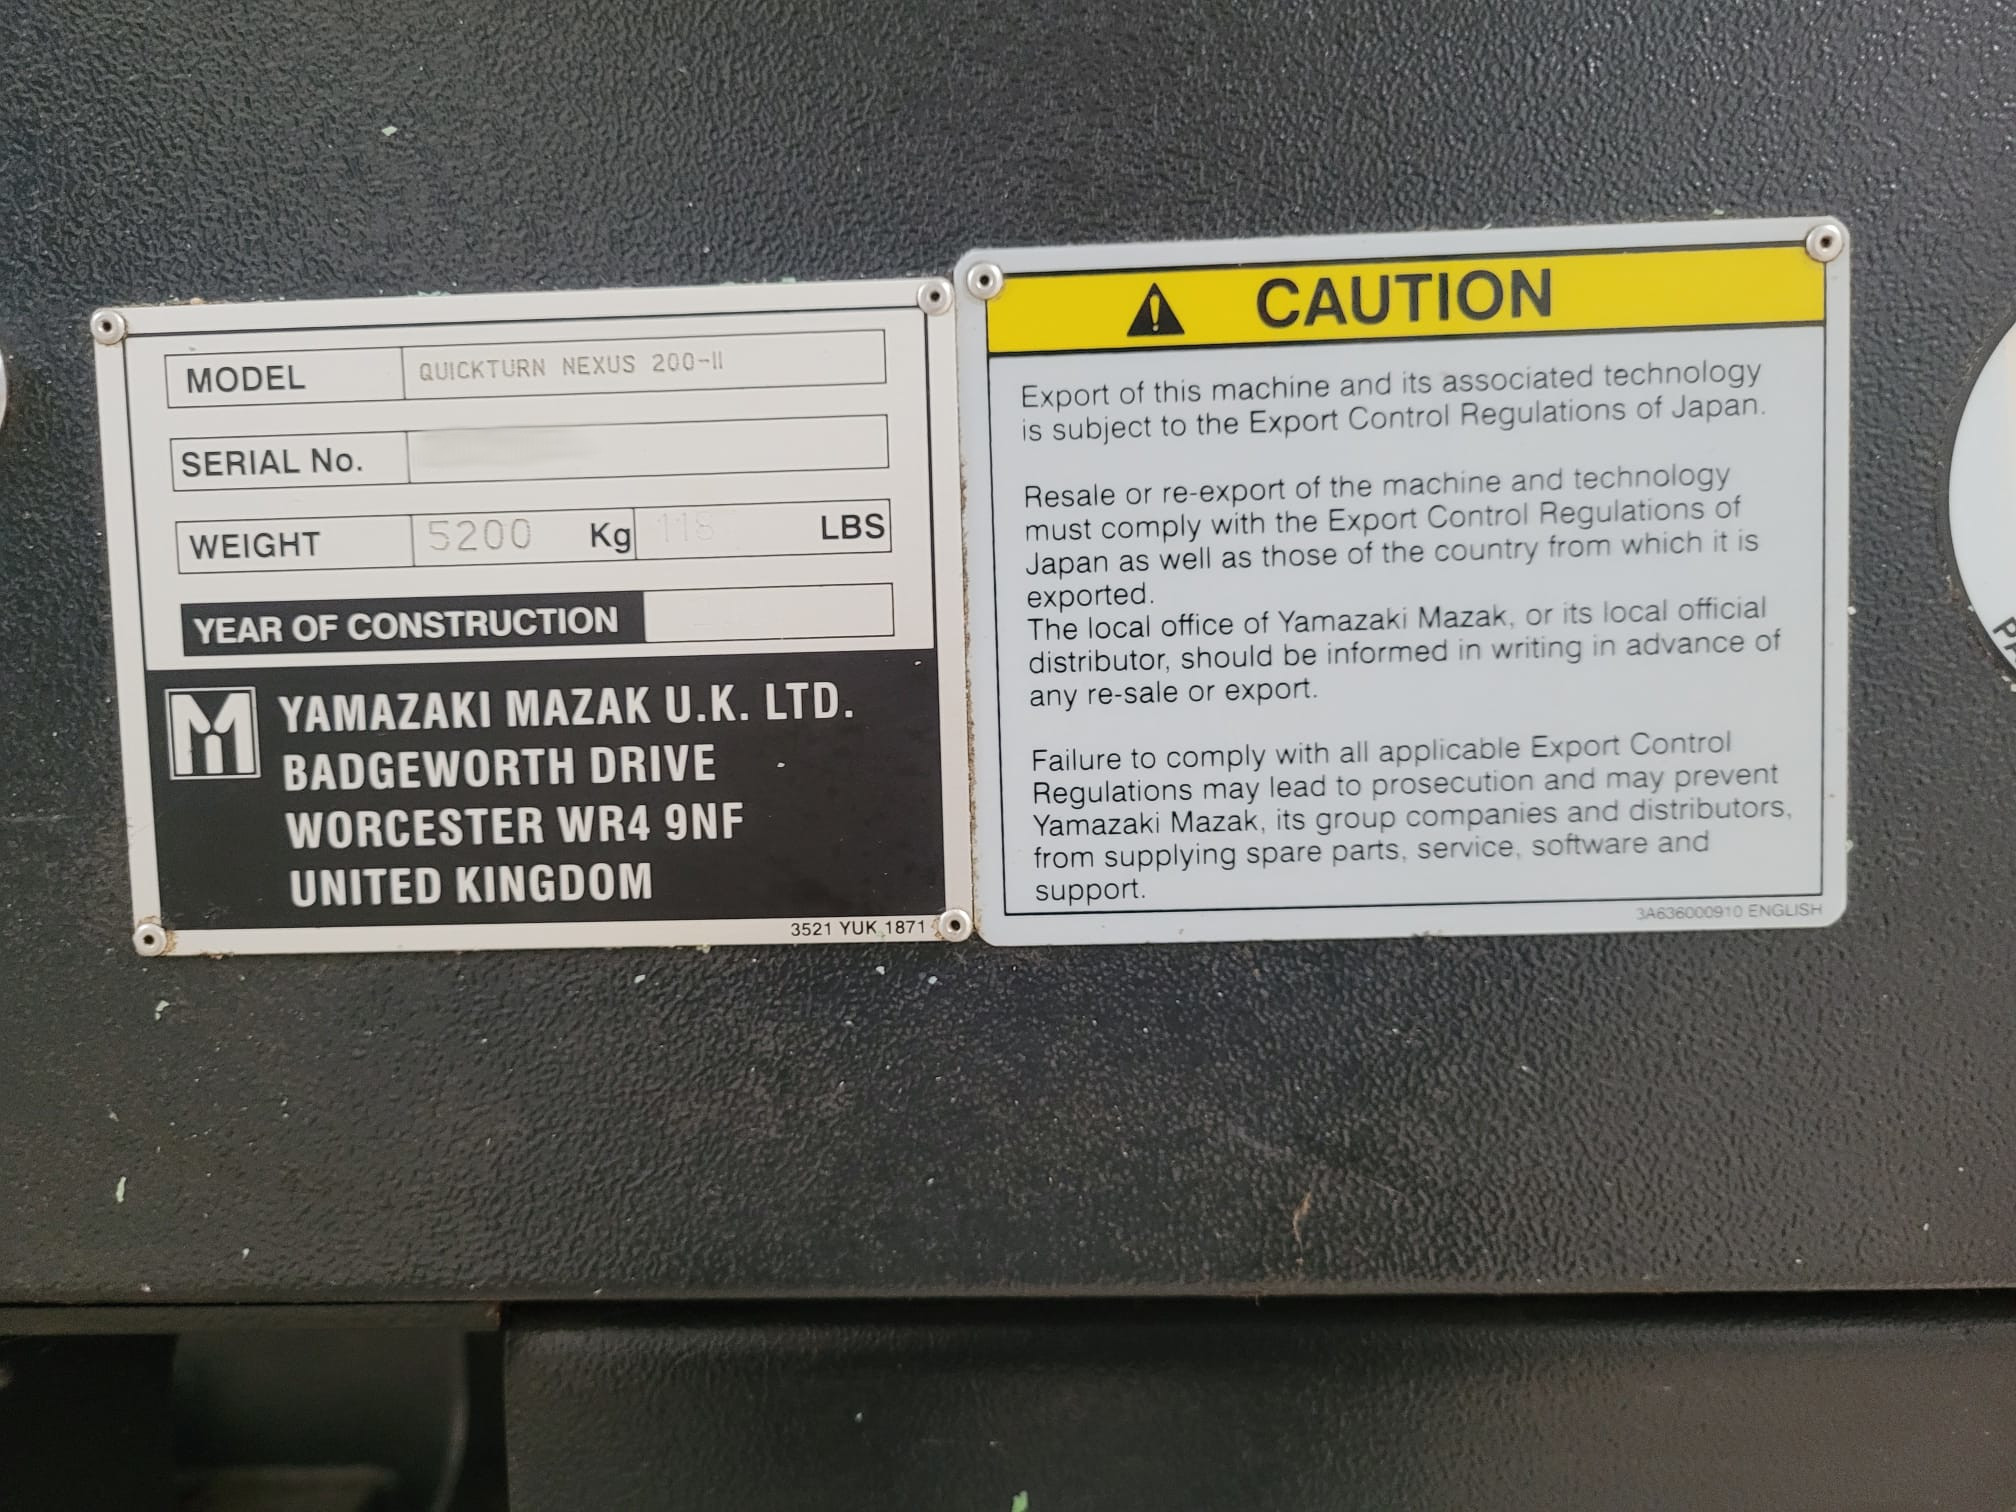 MODEL QUICKTURN NEXUS 200-II
SERIAL No.
WEIGHT 5200 Kg LBS
YEAR OF CONSTRUCTION
YAMAZAKI MAZAK U.K. LTD.
BADGEWORTH DRIVE
WORCESTER WR4 9NF
UNITED KINGDOM
3521 YUK 1871
CAUTION
Export of this machine and its associated technology
is subject to the Export Control Regulations of Japan.
Resale or re-export of the machine and technology
must comply with the Export Control Regulations of
Japan as well as those of the country from which it is
exported.
The local office of Yamazaki Mazak, or its local official
distributor, should be informed in writing in advance of
any re-sale or export.
Failure to comply with all applicable Export Control
Regulations may lead to prosecution and may prevent
Yamazaki Mazak, its group companies and distributors,
from supplying spare parts, service, software and
support.
3A636000910 ENGLISH